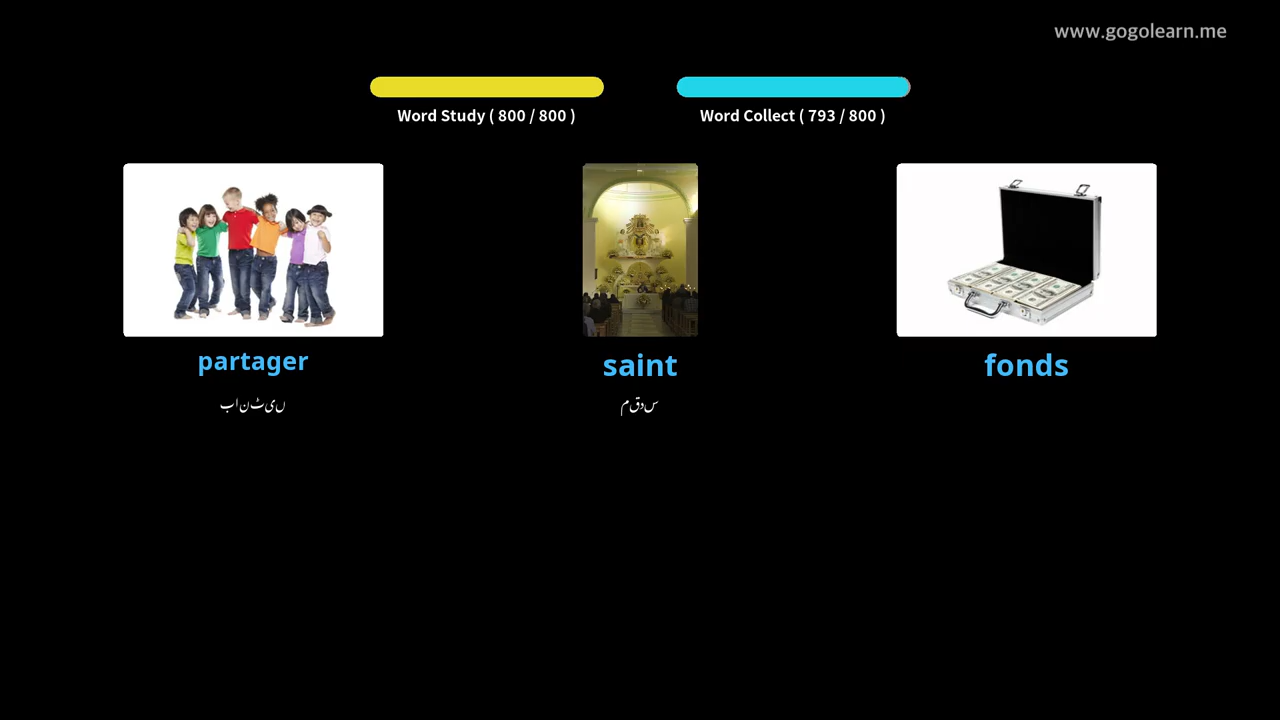 www.gogolearn.me
Word Study ( 800 / 800 )
Word Collect ( 793 / 800 )
partager
saint
fonds
بانٹیں
مقدس